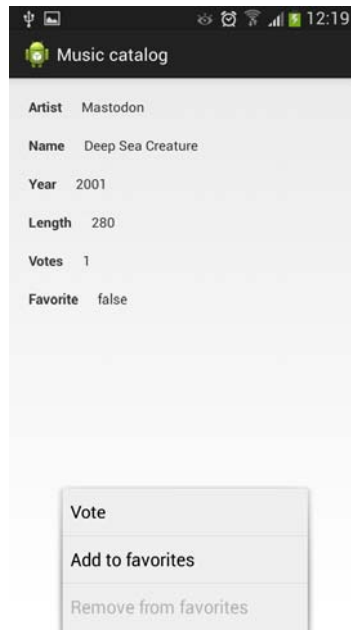 12:19
Music catalog
Artist Mastodon
Name Deep Sea Creature
Year 2001
Length 280
Votes 1
Favorite false
Vote
Add to favorites
Remove from favorites